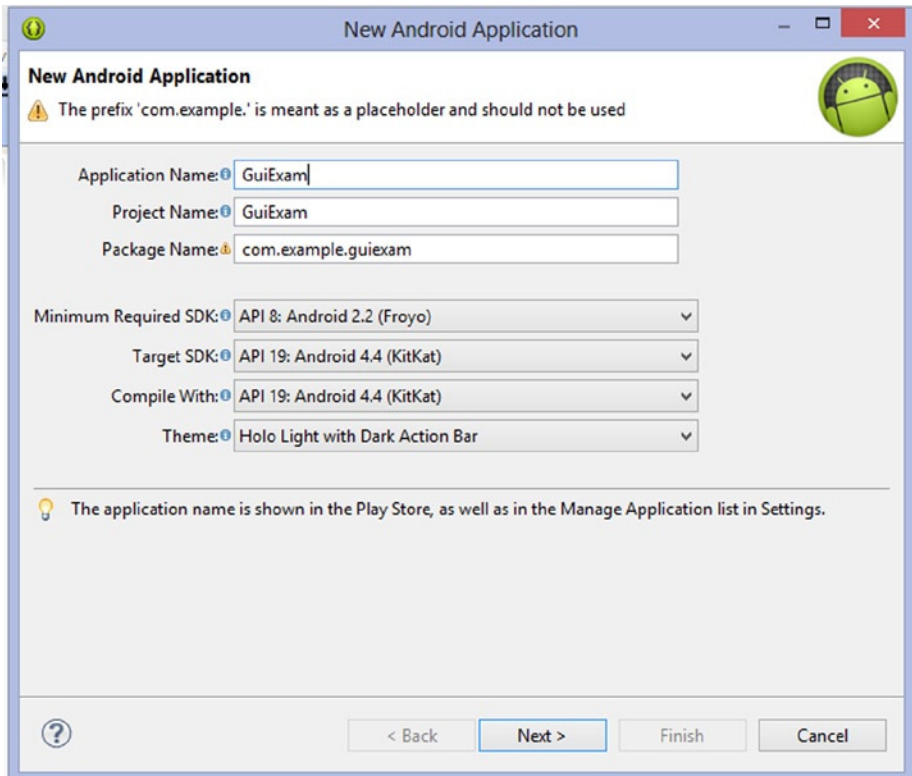 New Android Application
New Android Application
The prefix 'com.example.' is meant as a placeholder and should not be used
Application Name: GuiExam
Project Name: GuiExam
Package Name: com.example.guiexam
Minimum Required SDK: API 8: Android 2.2 (Froyo)
Target SDK: API 19: Android 4.4 (KitKat)
Compile With: API 19: Android 4.4 (KitKat)
Theme: Holo Light with Dark Action Bar
The application name is shown in the Play Store, as well as in the Manage Application list in Settings.
< Back Next > Finish Cancel